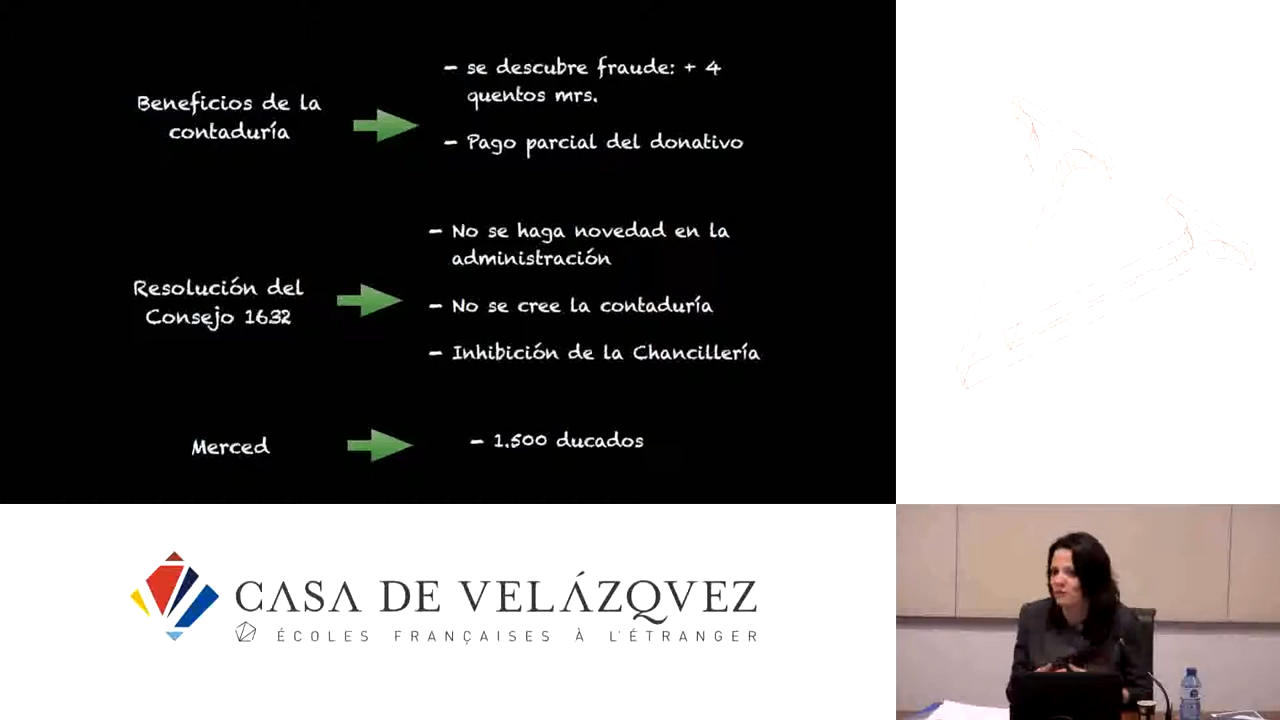 Beneficios de la
contaduría
- se descubre fraude: + 4
quentos mrs.
- Pago parcial del donativo
Resolución del
Consejo 1632
- No se haga novedad en la
administración
- No se cree la contaduría
- Inhibición de la Chancillería
Merced
- 1.500 ducados
CASA DE VELÁZQVEZ
ÉCOLES FRANÇAISES À L'ÉTRANGER